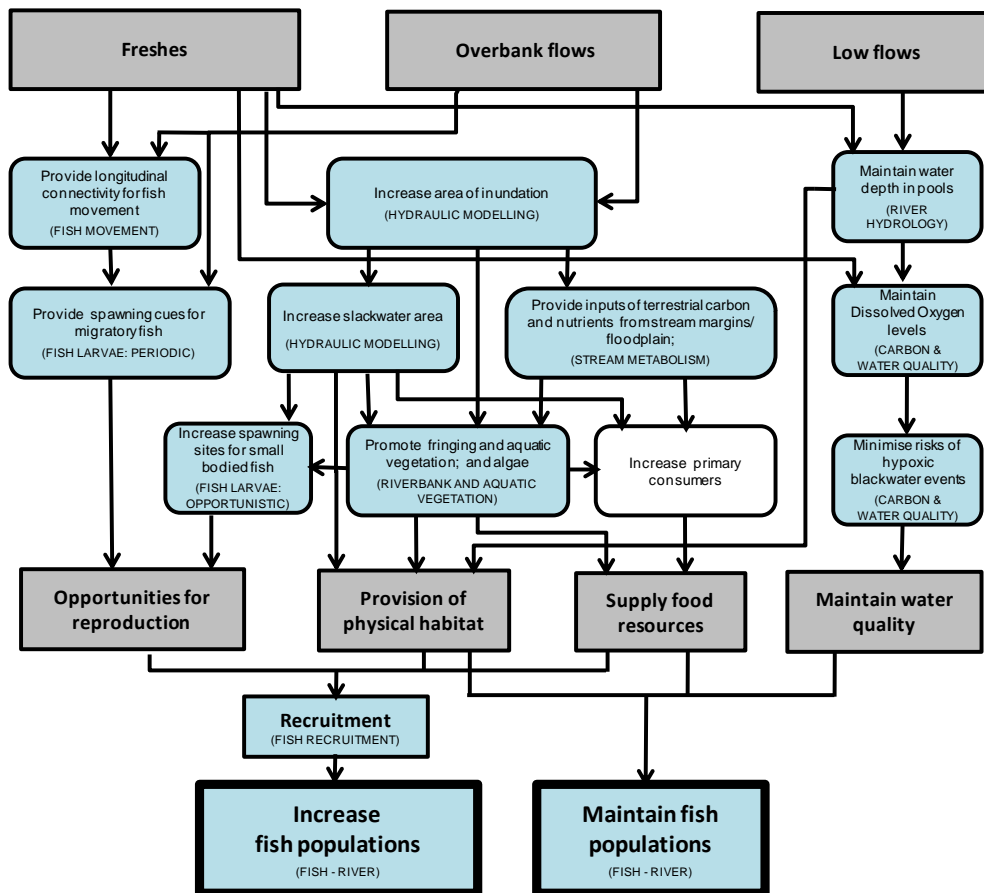 Freshes
Overbank flows
Low flows
Provide longitudinal
connectivity for fish
movement
(FISH MOVEMENT)
Increase area of inundation
(HYDRAULIC MODELLING)
Maintain water
depth in pools
(RIVER
HYDROLOGY)
Provide spawning cues for
migratory fish
(FISH LARVAE: PERIODIC)
Increase slackwater area
(HYDRAULIC MODELLING)
Provide inputs of terrestrial carbon
and nutrients from stream margins/
floodplain;
(STREAM METABOLISM)
Maintain
Dissolved Oxygen
levels
(CARBON &
WATER QUALITY)
Increase spawning
sites for small
bodied fish
(FISH LARVAE:
OPPORTUNISTIC)
Promote fringing and aquatic
vegetation; and algae
(RIVERBANK AND AQUATIC
VEGETATION)
Increase primary
consumers
Minimise risks of
hypoxic
blackwater events
(CARBON &
WATER QUALITY)
Opportunities for
reproduction
Provision of
physical habitat
Supply food
resources
Maintain water
quality
Recruitment
(FISH RECRUITMENT)
Increase
fish populations
(FISH - RIVER)
Maintain fish
populations
(FISH - RIVER)